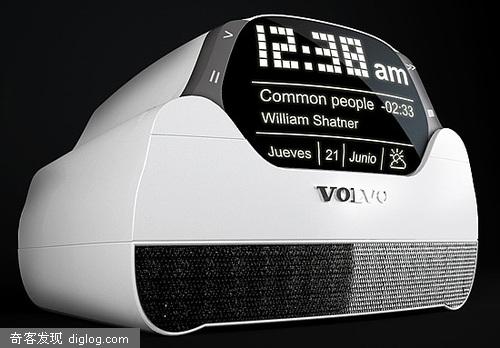 12:38 am
Common people -02:33
William Shatner
Jueves | 21 | Junio |
VOLVO
奇客发现 diglog.com